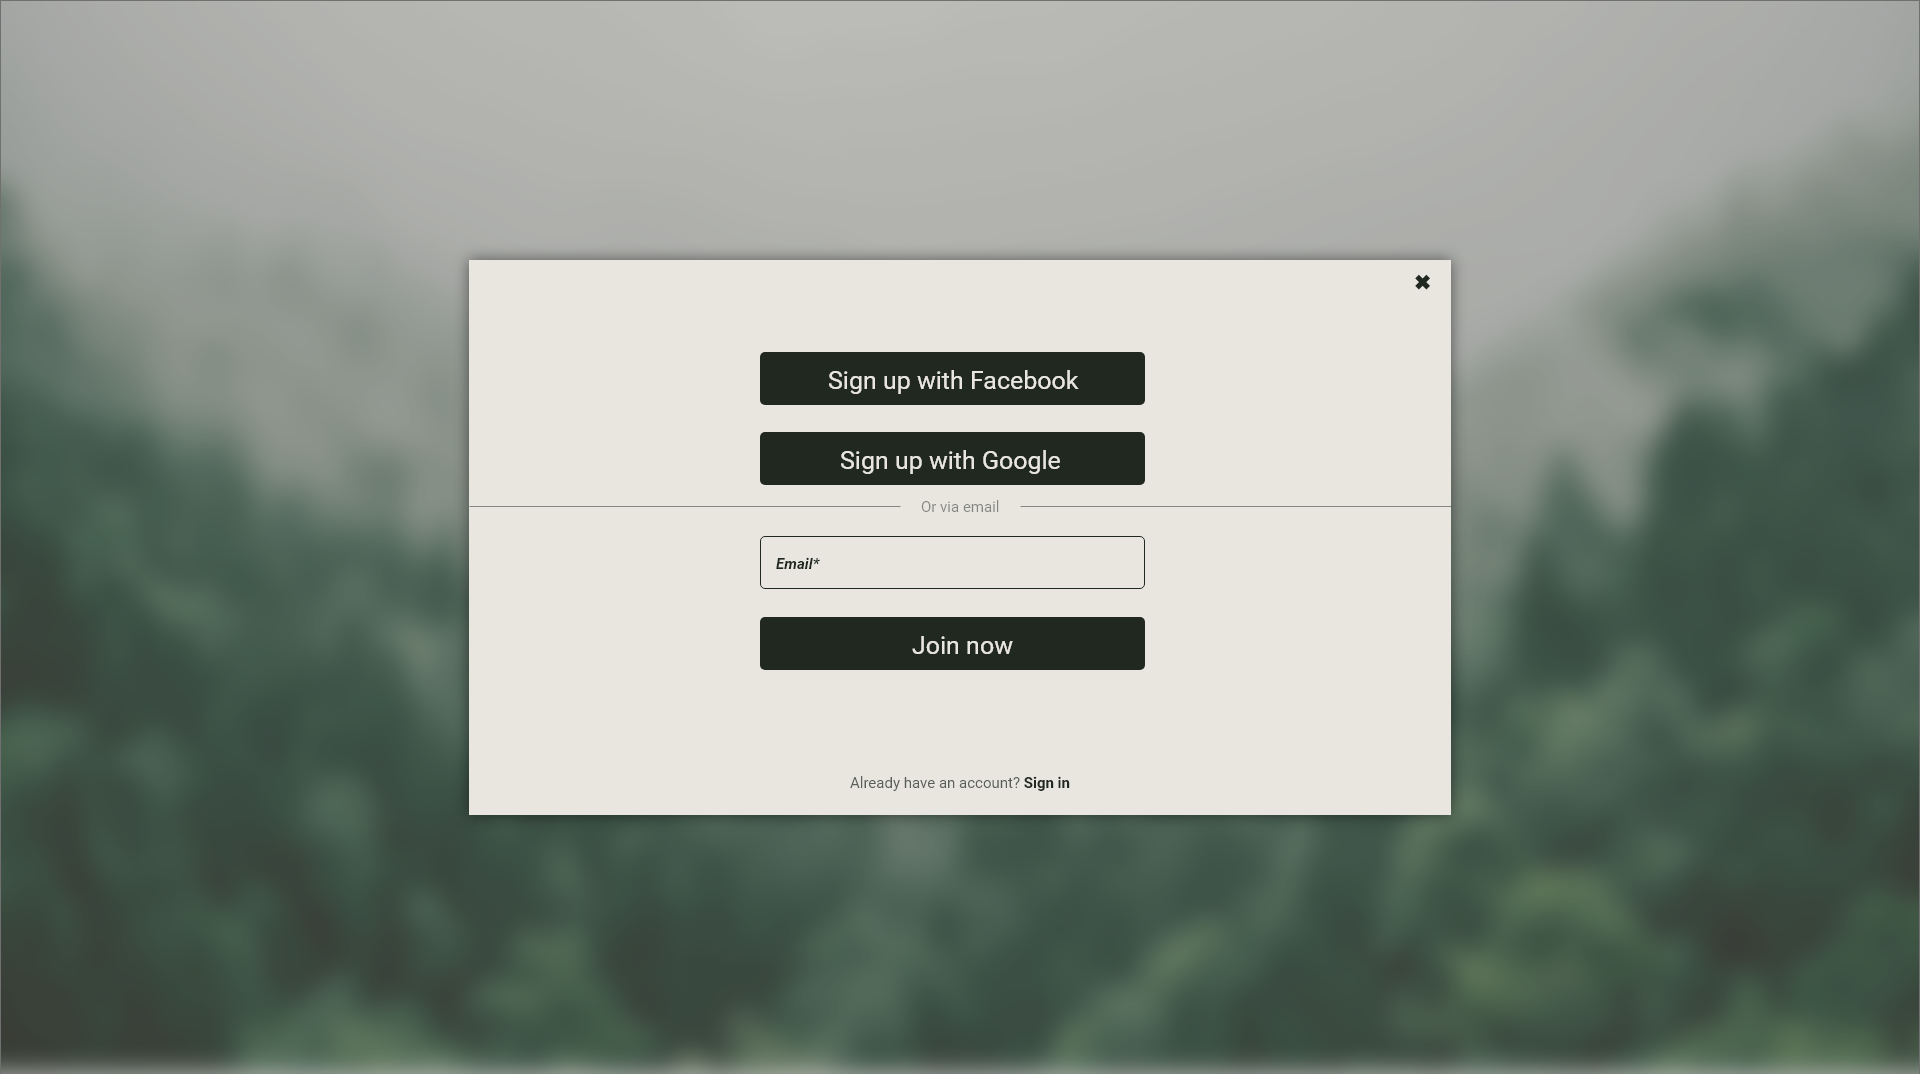 ✖
Sign up with Facebook
Sign up with Google
Or via email
Email*
Join now
Already have an account? Sign in